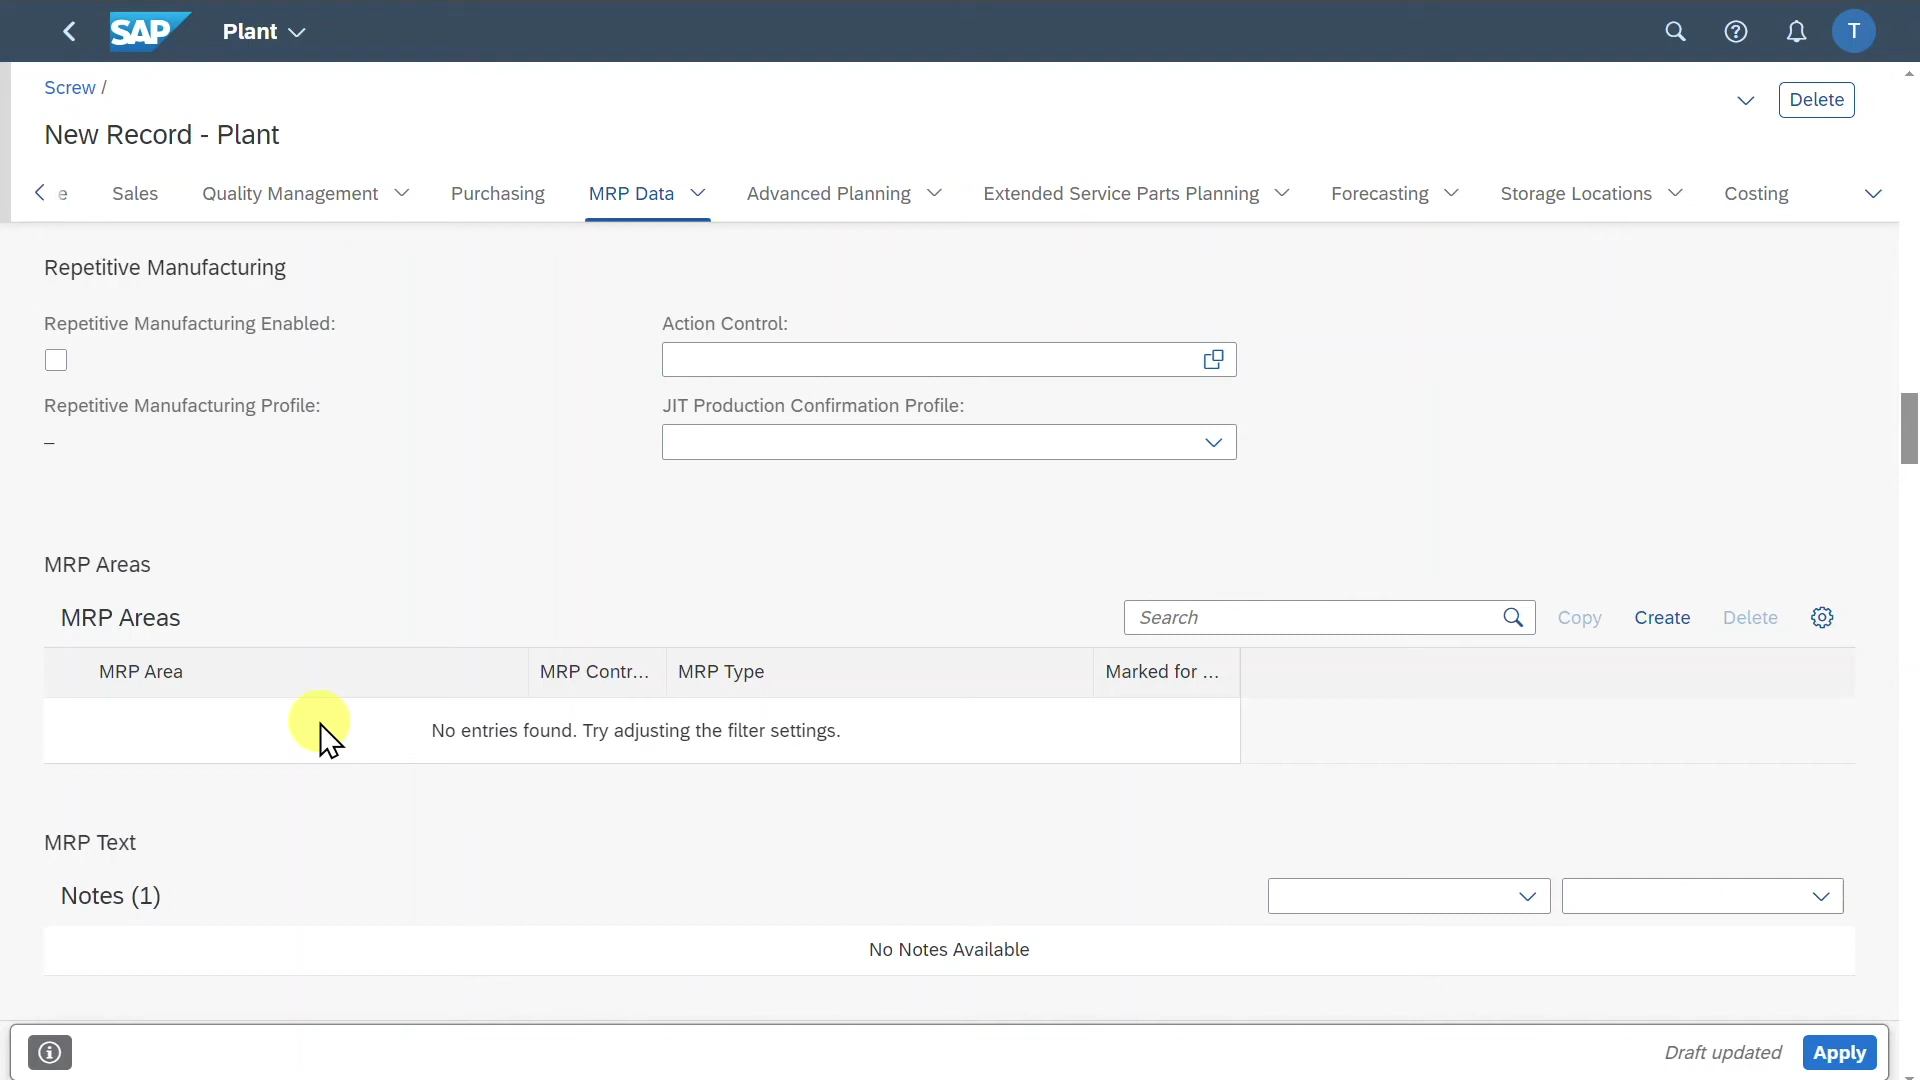 SAP Plant T
Screw /
Delete
New Record - Plant
e Sales Quality Management Purchasing MRP Data Advanced Planning Extended Service Parts Planning Forecasting Storage Locations Costing
Repetitive Manufacturing
Repetitive Manufacturing Enabled: Action Control:
Repetitive Manufacturing Profile: JIT Production Confirmation Profile:
–
MRP Areas
MRP Areas Search Copy Create Delete
MRP Area MRP Contr... MRP Type Marked for ...
No entries found. Try adjusting the filter settings.
MRP Text
Notes (1)
No Notes Available
Draft updated Apply